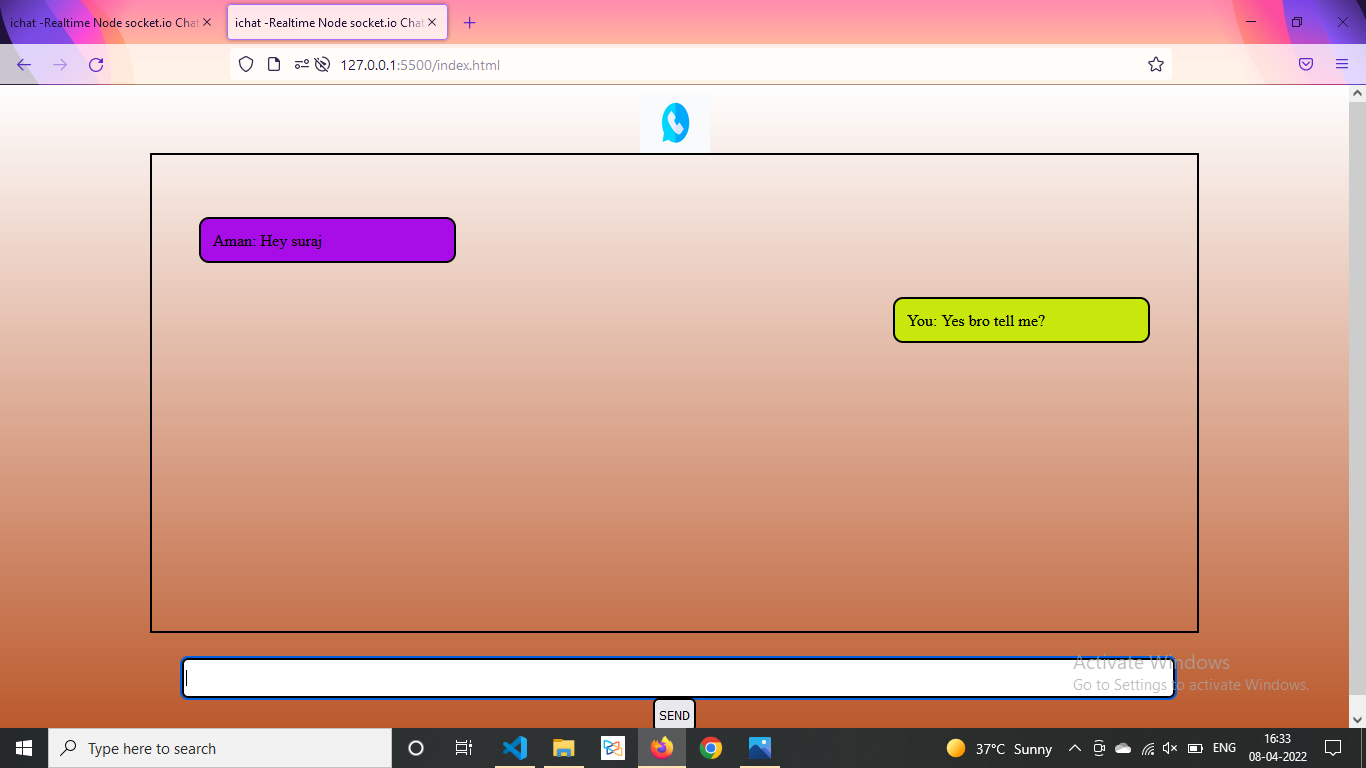 ichat -Realtime Node socket.io Chat
ichat -Realtime Node socket.io Chat
127.0.0.1:5500/index.html
Aman: Hey suraj
You: Yes bro tell me?
Activate Windows
Go to Settings to activate Windows.
SEND
Type here to search
37°C Sunny
ENG
16:33
08-04-2022